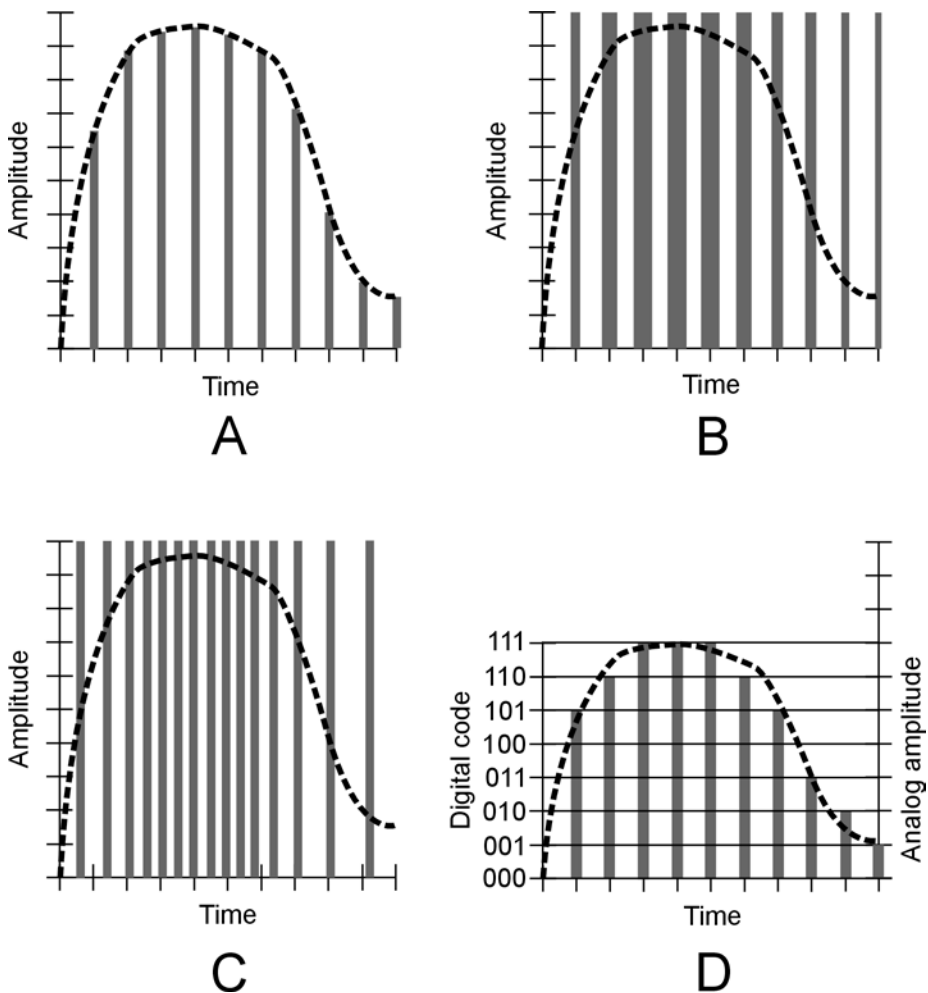 Amplitude
Time
A
Amplitude
Time
B
Amplitude
Time
C
Digital code
111
110
101
100
011
010
001
000
Analog amplitude
Time
D